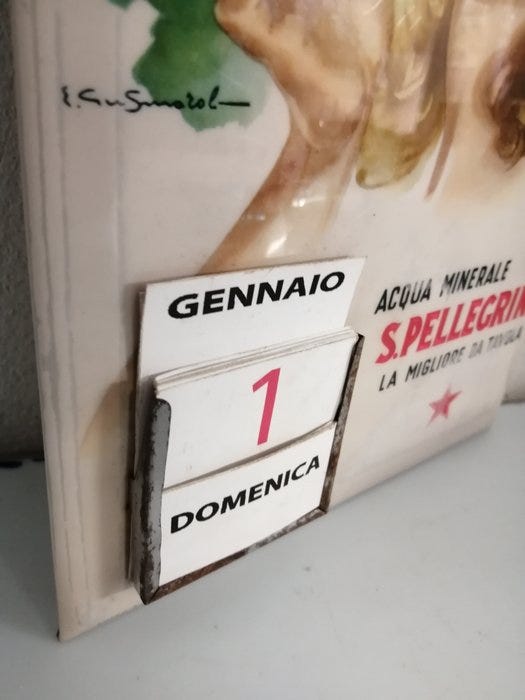 GENNAIO
1
DOMENICA
ACQUA MINERALE
S.PELLEGRIN
LA MIGLIORE DA TAVOLA